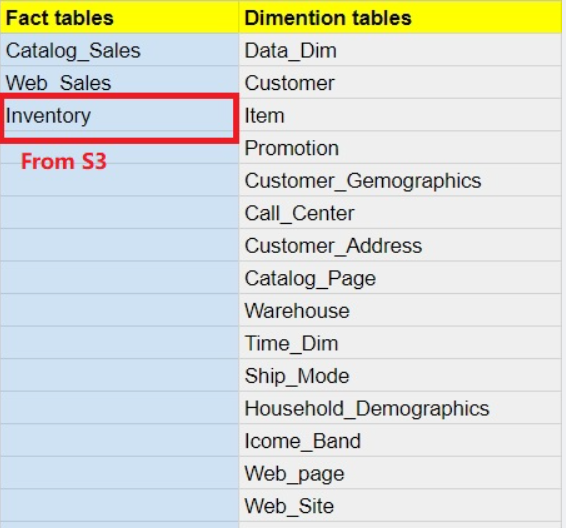 Fact tables Dimention tables
Catalog_Sales Data_Dim
Web_Sales Customer
Inventory Item
From S3 Promotion
Customer_Gemographics
Call_Center
Customer_Address
Catalog_Page
Warehouse
Time_Dim
Ship_Mode
Household_Demographics
Icome_Band
Web_page
Web_Site